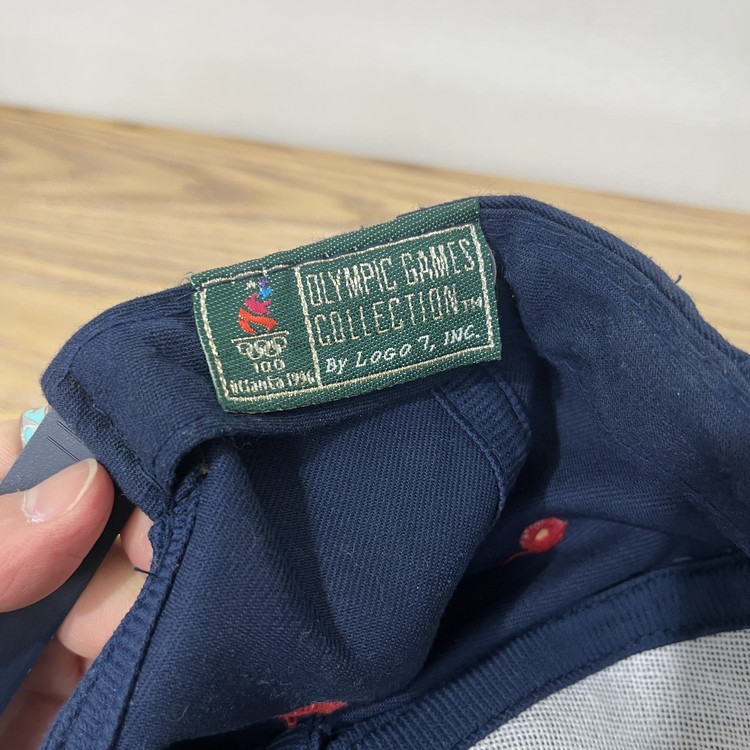 OLYMPIC GAMES
COLLECTION™
By LOGO 7, INC.
100
Atlanta 1996